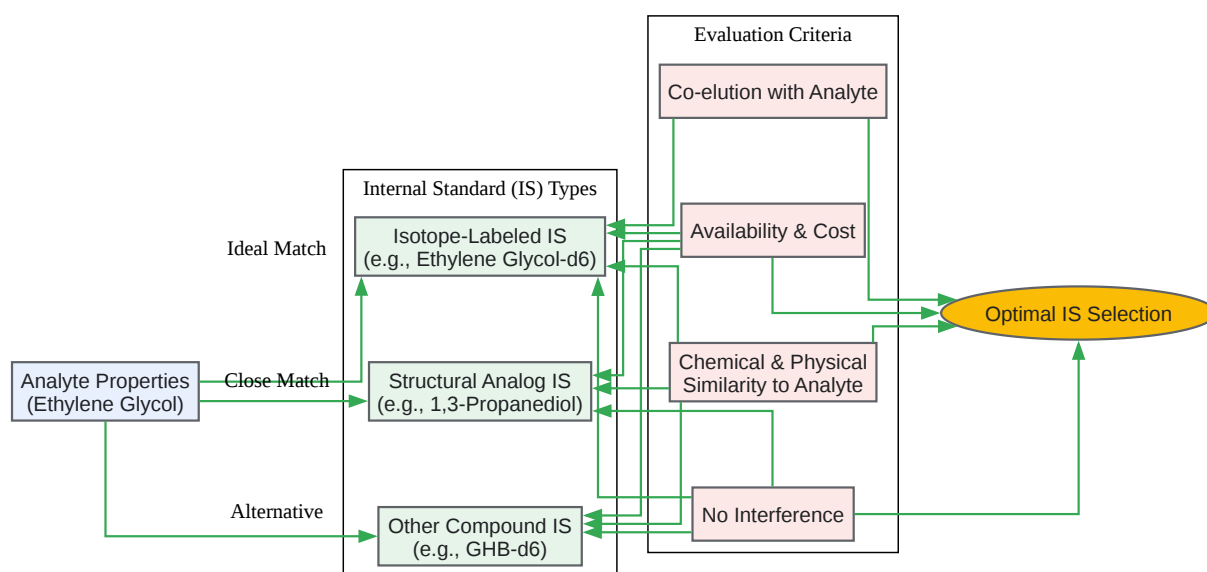 Evaluation Criteria
Co-elution with Analyte
Internal Standard (IS) Types
Isotope-Labeled IS
(e.g., Ethylene Glycol-d6)
Availability & Cost
Ideal Match
Optimal IS Selection
Analyte Properties
(Ethylene Glycol)
Close Match
Structural Analog IS
(e.g., 1,3-Propanediol)
Chemical & Physical
Similarity to Analyte
Alternative
Other Compound IS
(e.g., GHB-d6)
No Interference